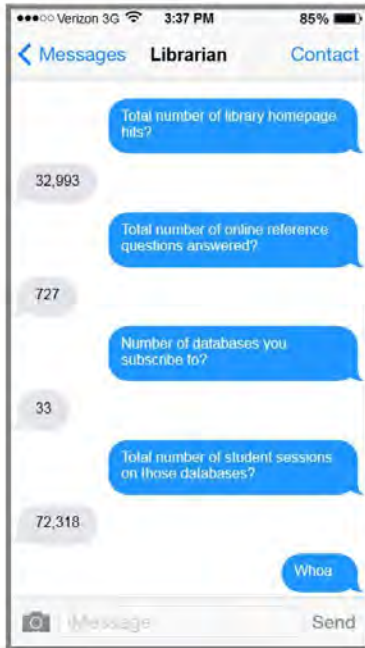 Verizon 3G 3:37 PM 85%
Messages Librarian Contact
Total number of library homepage
hits?
32,993
Total number of online reference
questions answered?
727
Number of databases you
subscribe to?
33
Total number of student sessions
on those databases?
72,318
Whoa
iMessage Send